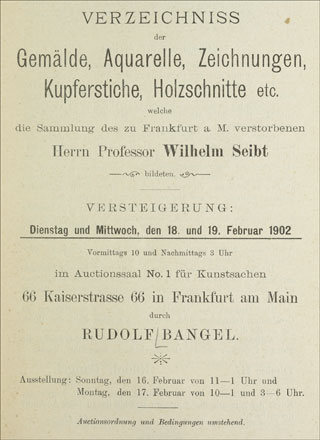 VERZEICHNISS
der
Gemälde, Aquarelle, Zeichnungen,
Kupferstiche, Holzschnitte etc.
welche
die Sammlung des zu Frankfurt a M. verstorbenen
Herrn Professor Wilhelm Seibt
bildeten.
VERSTEIGERUNG:
Dienstag und Mittwoch, den 18. und 19. Februar 1902
Vormittags 10 und Nachmittags 3 Uhr
im Auctionssaal No. 1 für Kunstsachen
66 Kaiserstrasse 66 in Frankfurt am Main
durch
RUDOLF BANGEL.
Ausstellung: Sonntag, den 16. Februar von 11—1 Uhr und
Montag, den 17. Februar von 10—1 und 3—6 Uhr.
Auctionsordnung und Bedingungen umstehend.